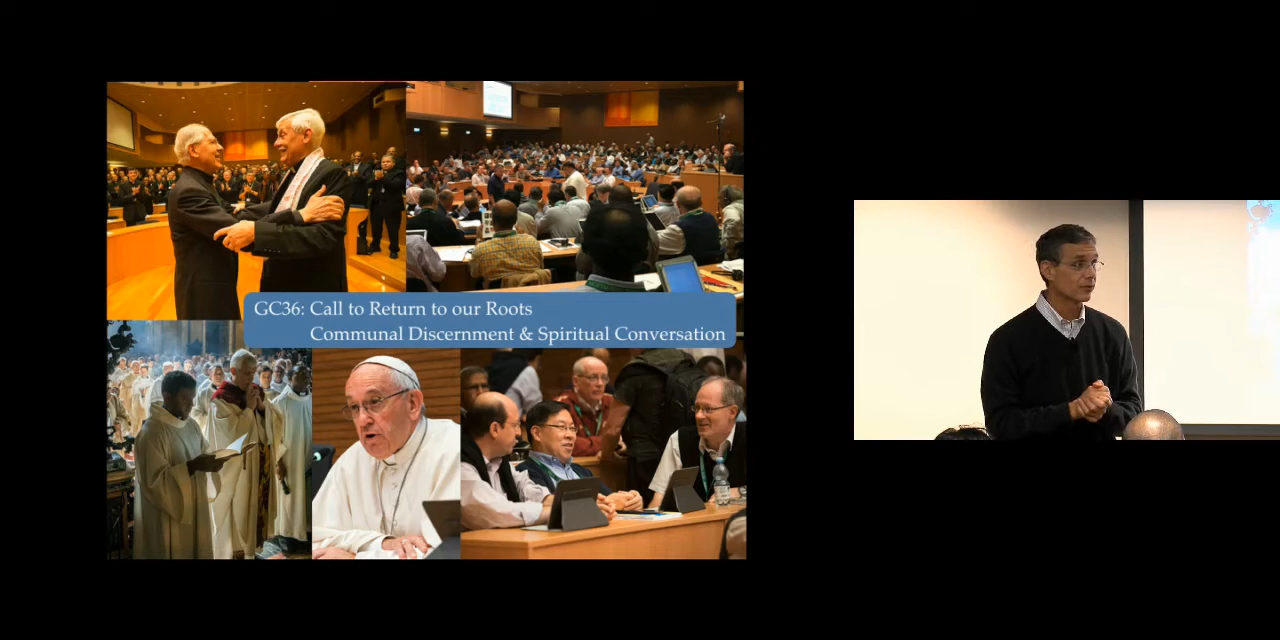 GC36: Call to Return to our Roots
Communal Discernment & Spiritual Conversation